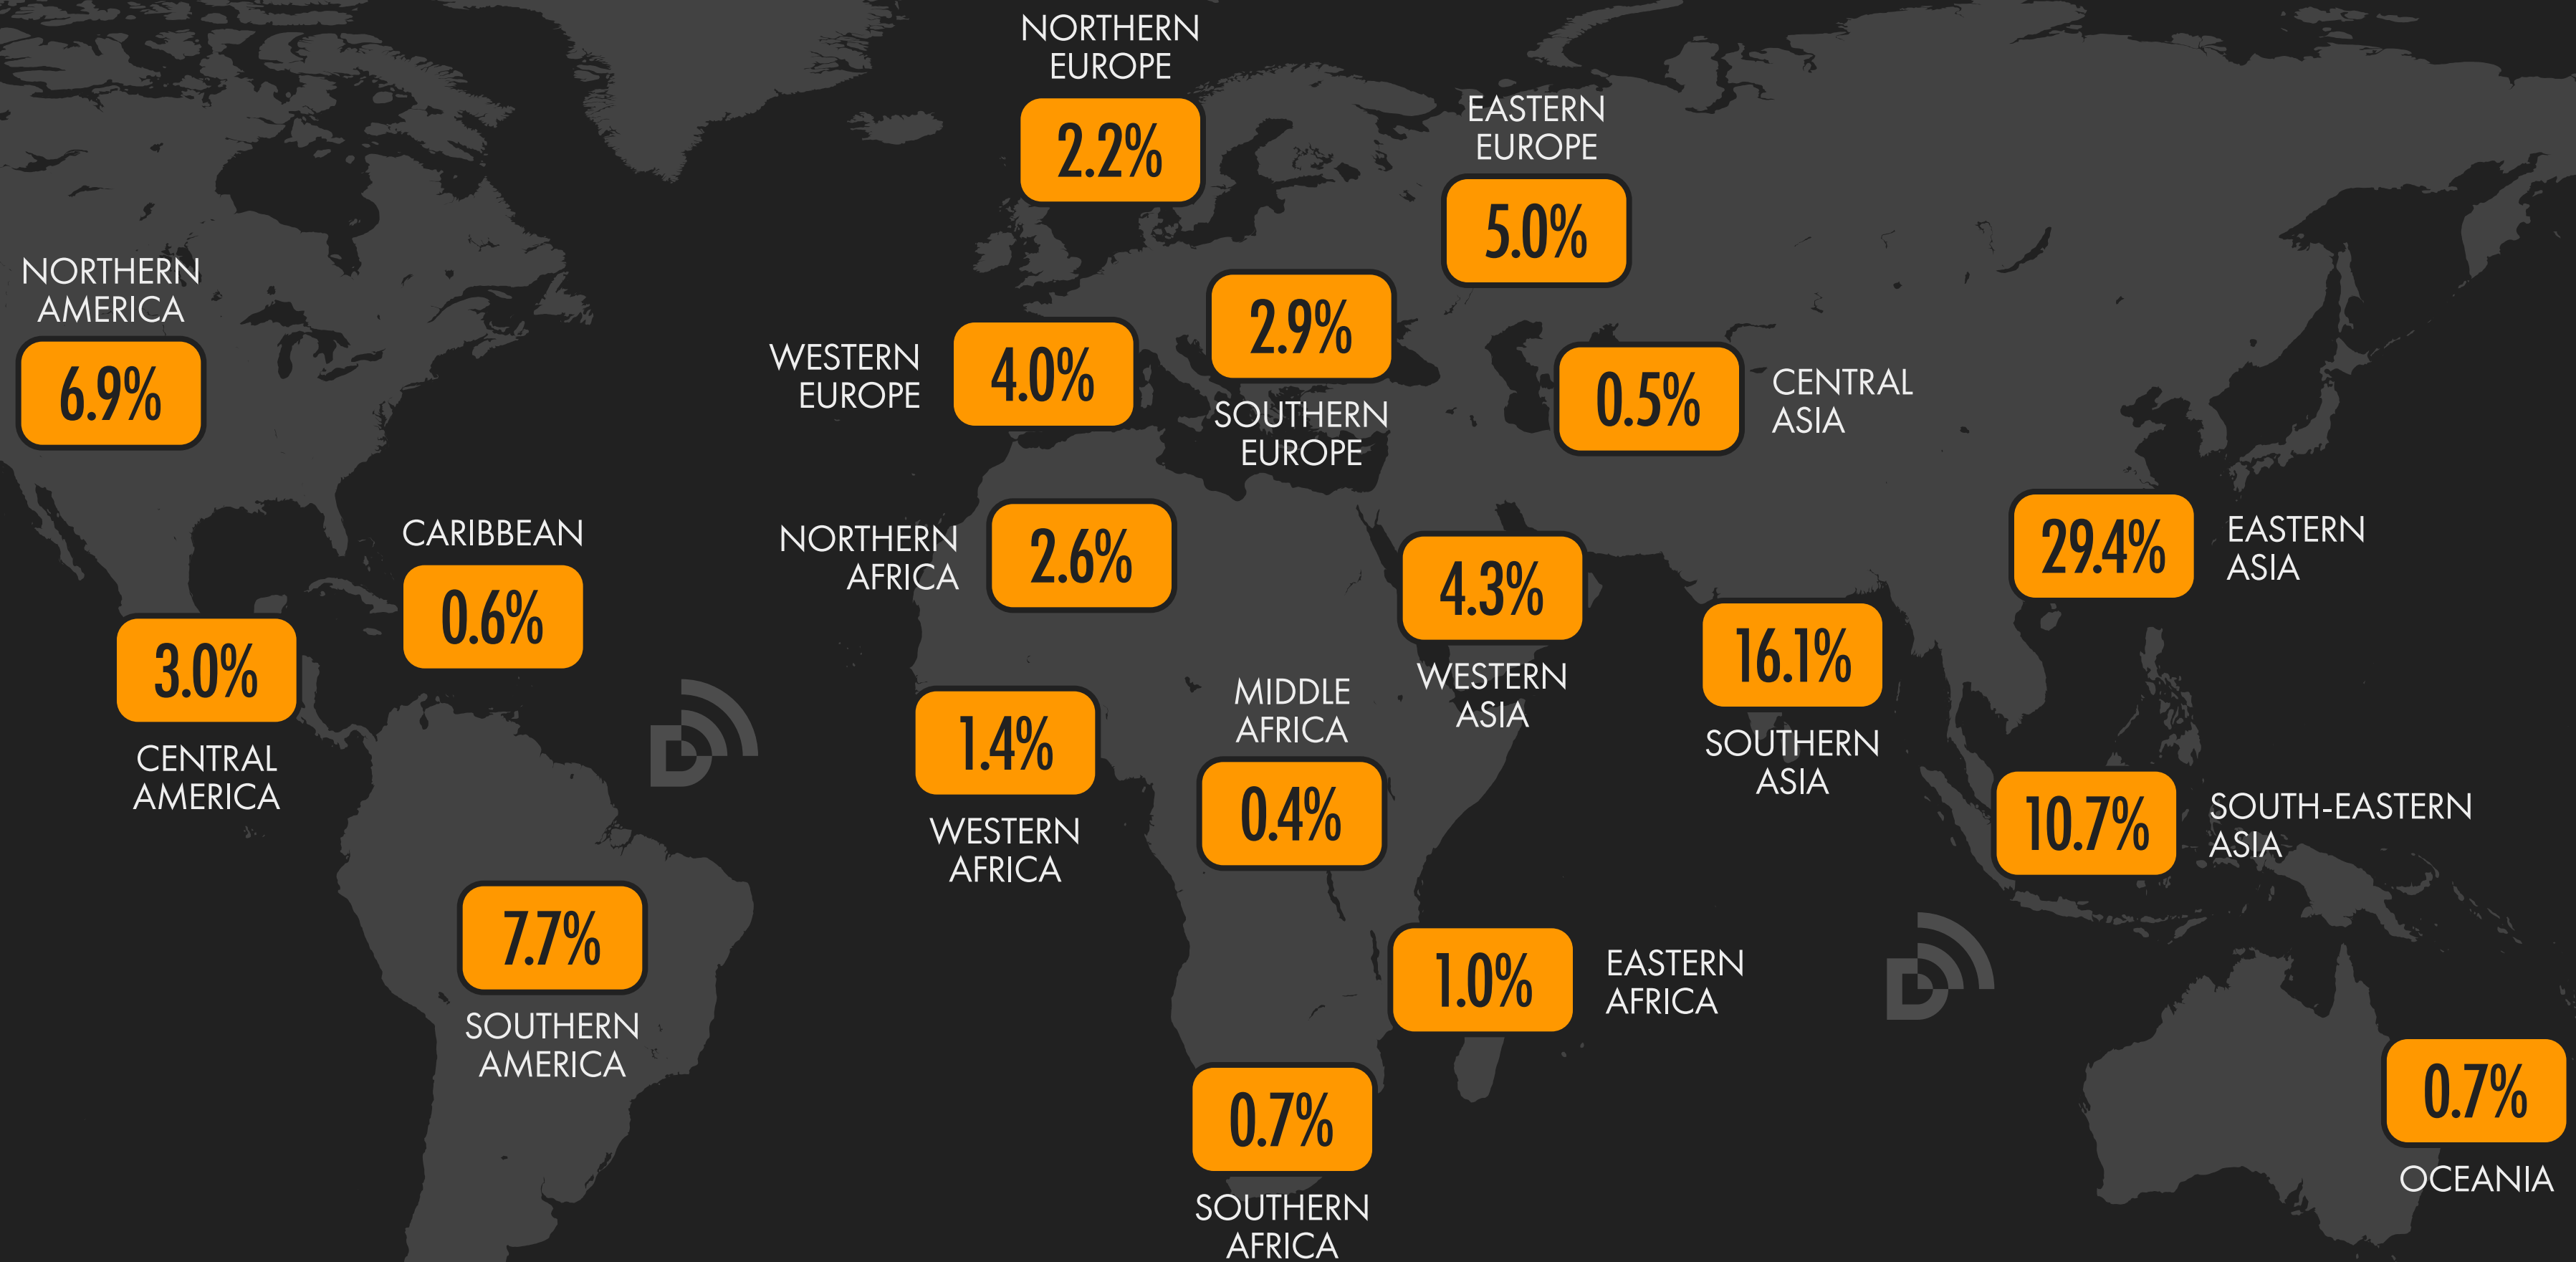 NORTHERN
EUROPE
2.2%
EASTERN
EUROPE
5.0%
NORTHERN
AMERICA
6.9%
WESTERN
EUROPE
4.0%
2.9%
SOUTHERN
EUROPE
0.5%
CENTRAL
ASIA
CARIBBEAN
0.6%
NORTHERN
AFRICA
2.6%
4.3%
WESTERN
ASIA
29.4%
EASTERN
ASIA
3.0%
CENTRAL
AMERICA
16.1%
SOUTHERN
ASIA
1.4%
WESTERN
AFRICA
MIDDLE
AFRICA
0.4%
10.7%
SOUTH-EASTERN
ASIA
7.7%
SOUTHERN
AMERICA
1.0%
EASTERN
AFRICA
0.7%
SOUTHERN
AFRICA
0.7%
OCEANIA